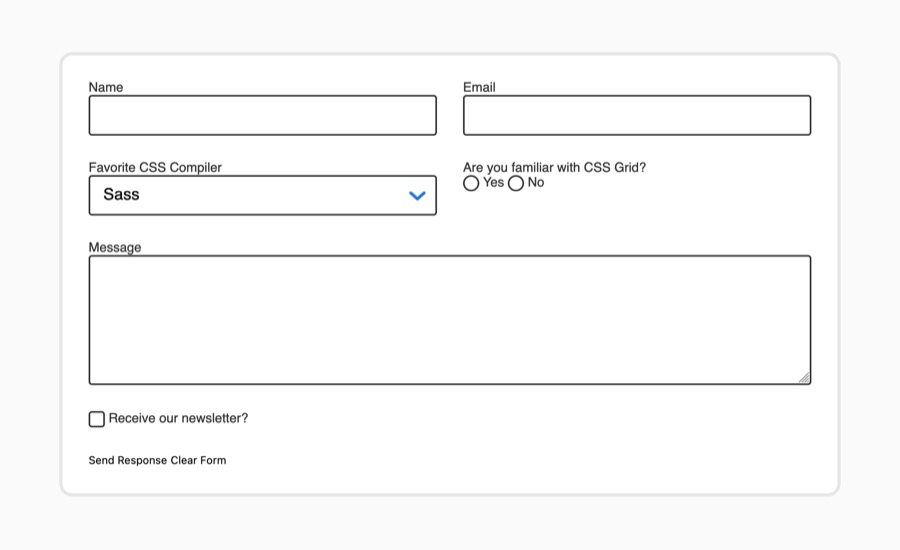 Name
Email
Favorite CSS Compiler
Are you familiar with CSS Grid?
Sass
Yes No
Message
Receive our newsletter?
Send Response Clear Form